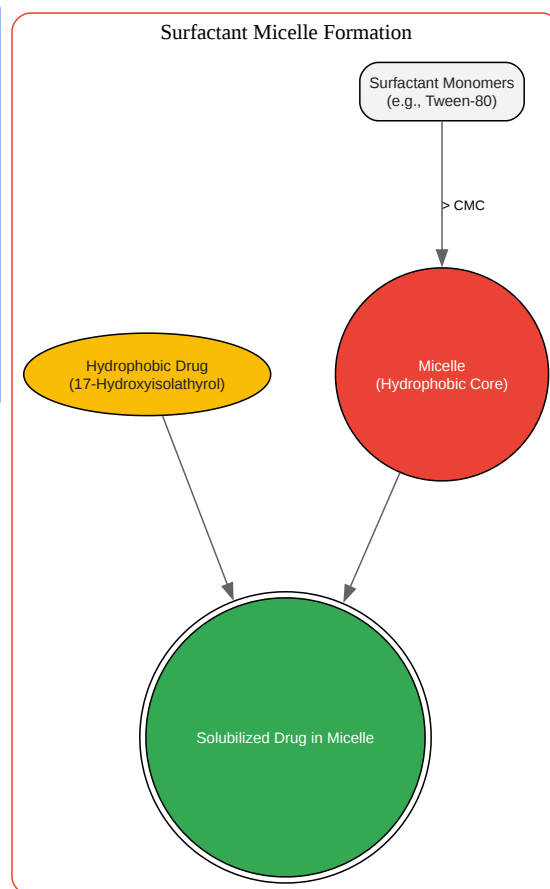 Surfactant Micelle Formation
Surfactant Monomers
(e.g., Tween-80)
> CMC
Hydrophobic Drug
(17-Hydroxyisolathyrol)
Micelle
(Hydrophobic Core)
Solubilized Drug in Micelle